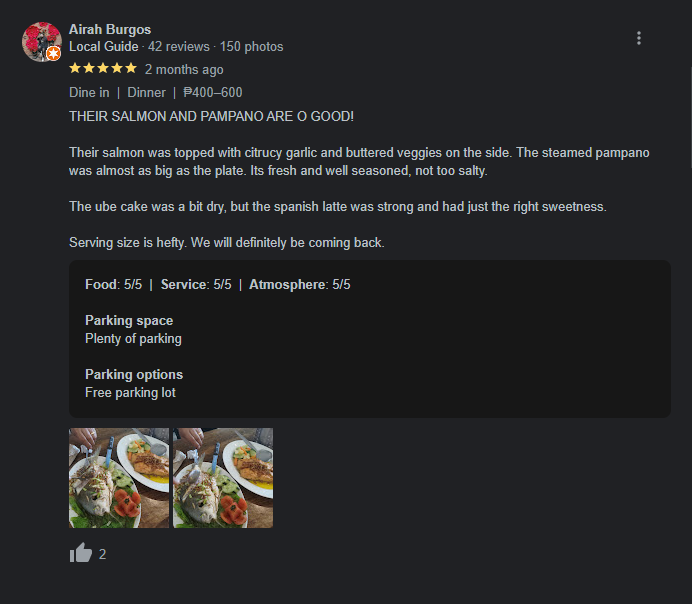 Airah Burgos
Local Guide · 42 reviews · 150 photos
2 months ago
Dine in | Dinner | ₱400–600
THEIR SALMON AND PAMPANO ARE O GOOD!
Their salmon was topped with citrucy garlic and buttered veggies on the side. The steamed pampano
was almost as big as the plate. Its fresh and well seasoned, not too salty.
The ube cake was a bit dry, but the spanish latte was strong and had just the right sweetness.
Serving size is hefty. We will definitely be coming back.
Food: 5/5 | Service: 5/5 | Atmosphere: 5/5
Parking space
Plenty of parking
Parking options
Free parking lot
2